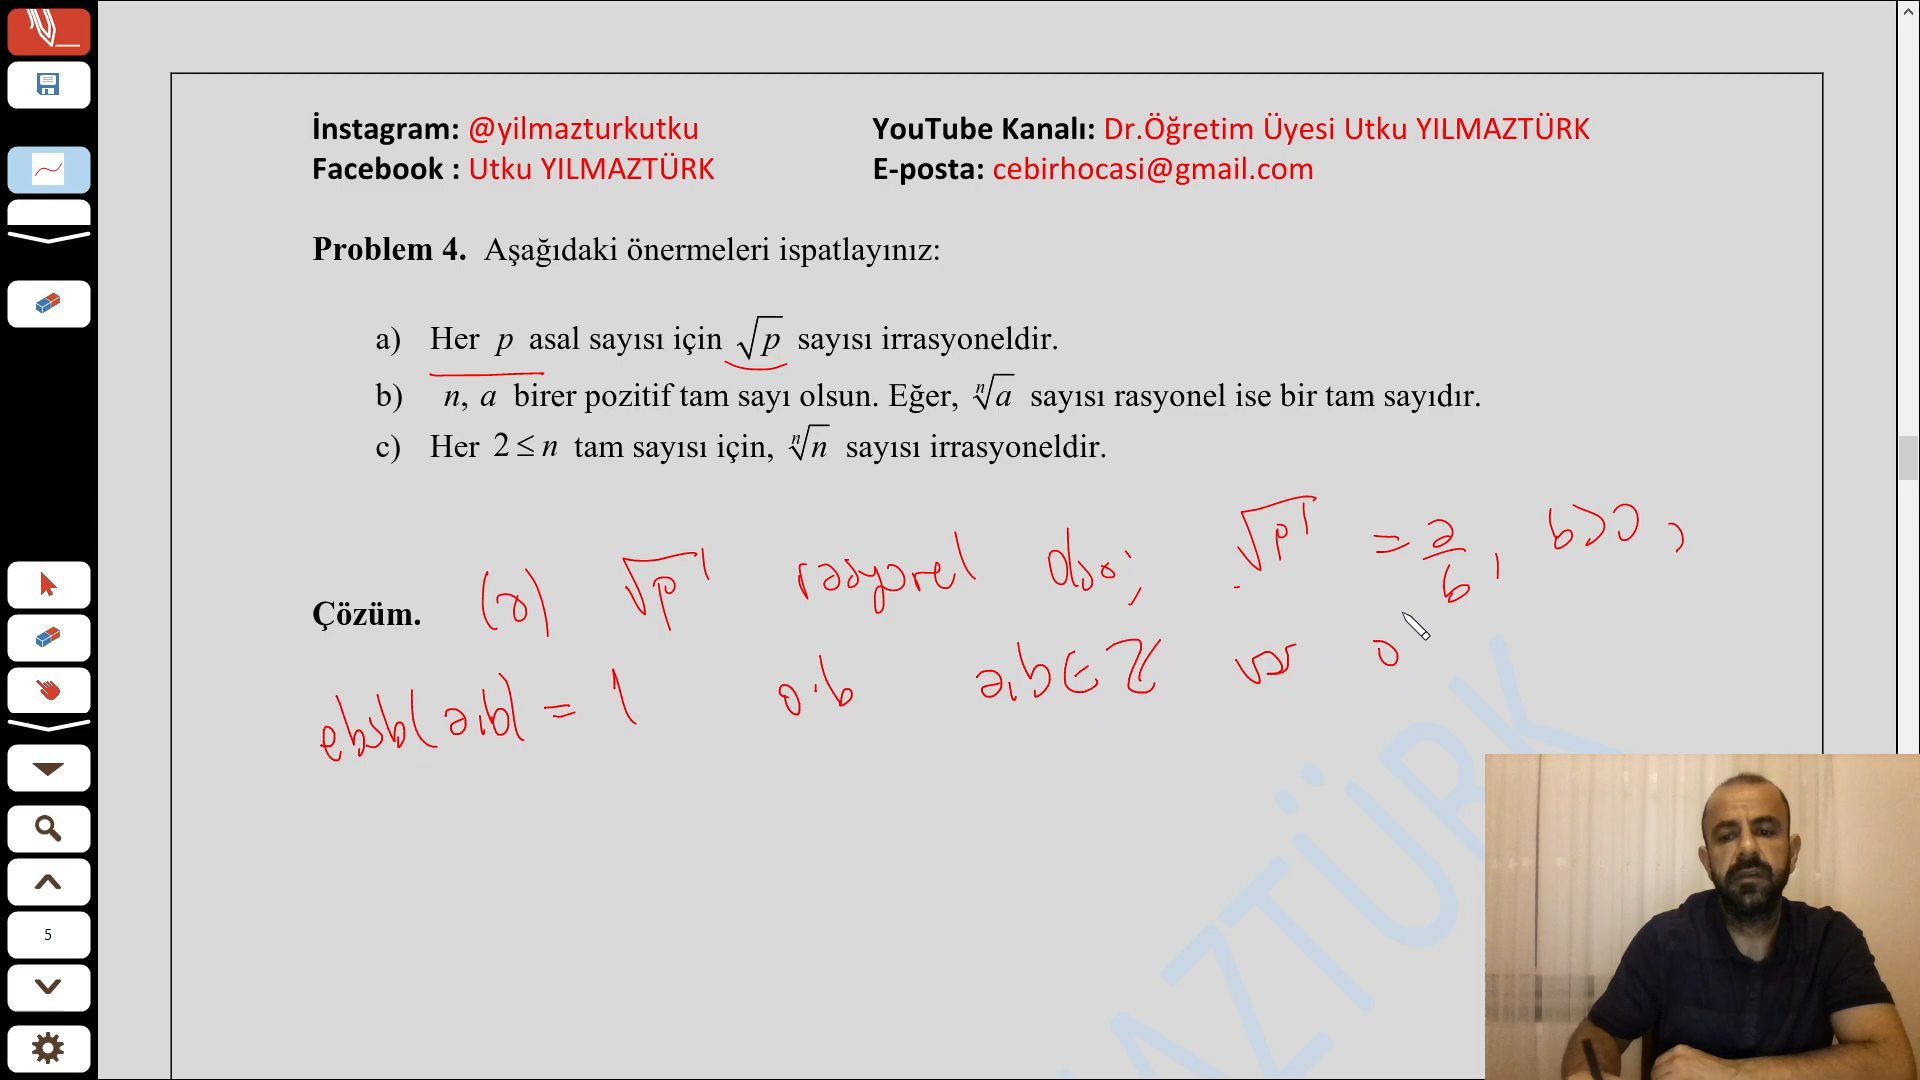 İnstagram: @yilmazturkutku YouTube Kanalı: Dr.Öğretim Üyesi Utku YILMAZTÜRK
Facebook : Utku YILMAZTÜRK E-posta: cebirhocasi@gmail.com
Problem 4. Aşağıdaki önermeleri ispatlayınız:
a) Her p asal sayısı için √p sayısı irrasyoneldir.
b) n, a birer pozitif tam sayı olsun. Eğer, ⁿ√a sayısı rasyonel ise bir tam sayıdır.
c) Her 2 ≤ n tam sayısı için, ⁿ√n sayısı irrasyoneldir.
Çözüm. (a) √p rasyonel olsa; √p = a/b, b>0,
ebob(a,b) = 1 o.b a,b∈ℤ var o
MAZTÜRK
5